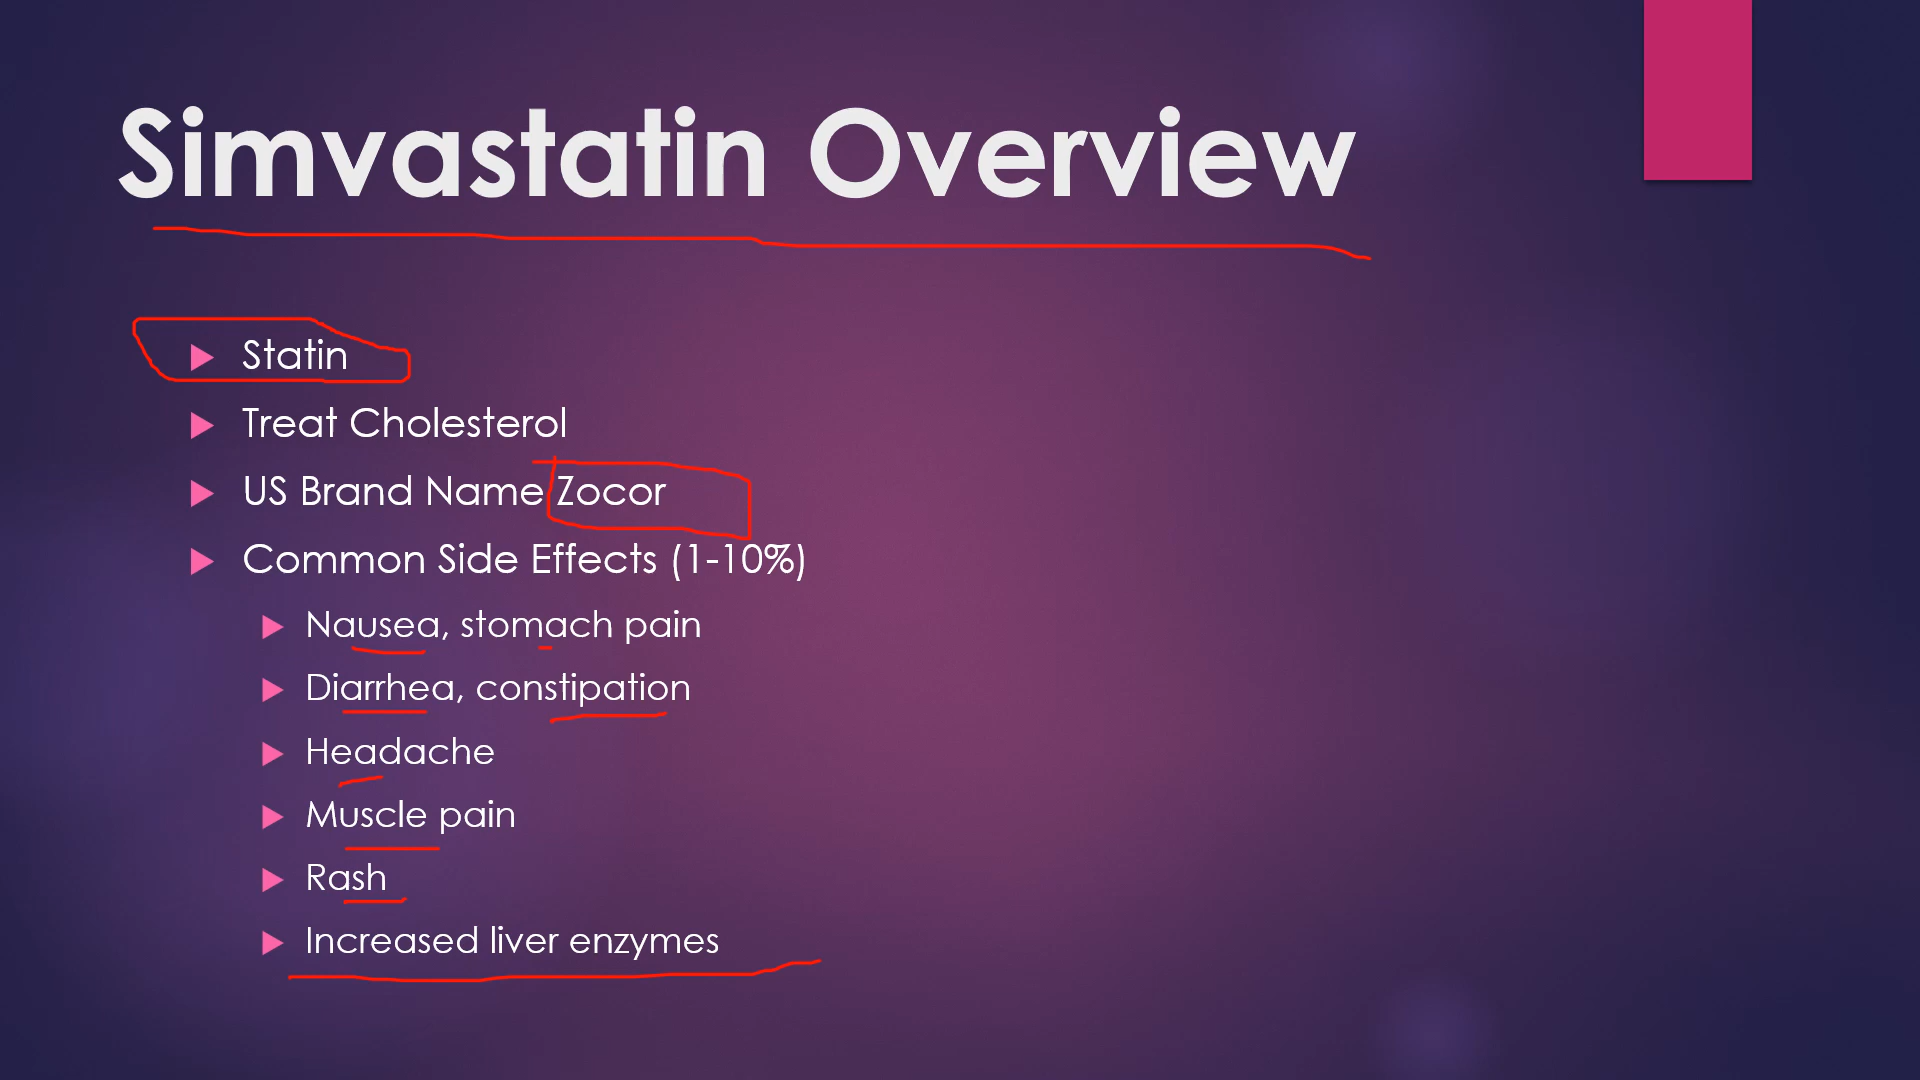 Simvastatin Overview
Statin
Treat Cholesterol
US Brand Name Zocor
Common Side Effects (1-10%)
Nausea, stomach pain
Diarrhea, constipation
Headache
Muscle pain
Rash
Increased liver enzymes